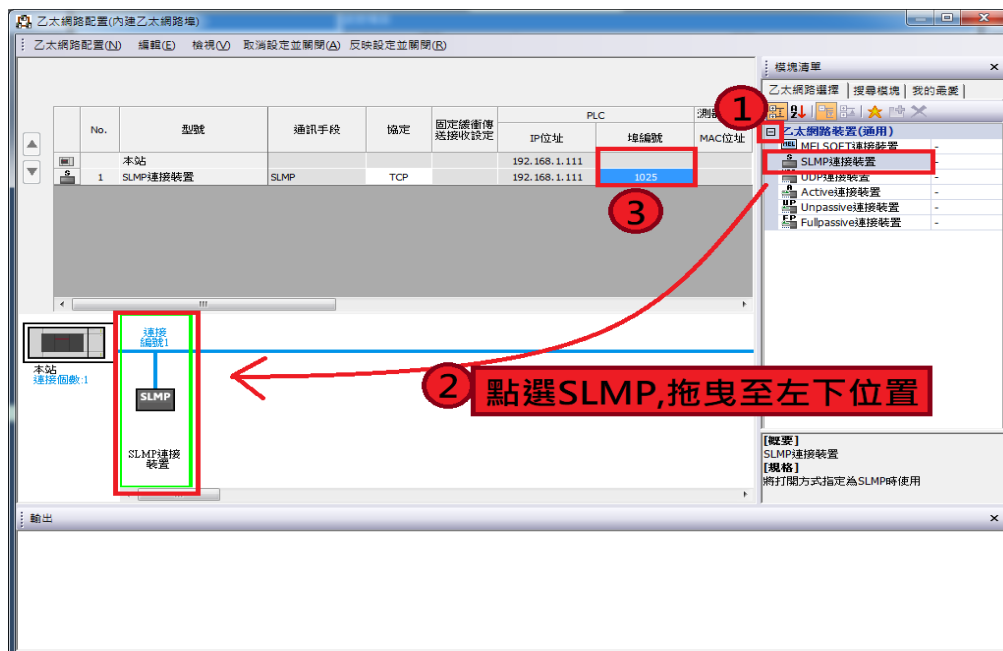 乙太網路配置(內建乙太網路埠)
乙太網路配置(N) 編輯(E) 檢視(V) 取消設定並關閉(A) 反映設定並關閉(R)
模塊清單
乙太網路選擇 搜尋模塊 我的最愛
1
乙太網路裝置(通用)
MELSOFT連接裝置 -
SLMP連接裝置 -
UDP連接裝置 -
Active連接裝置 -
Unpassive連接裝置 -
Fullpassive連接裝置 -
No. 型號 通訊手段 協定 固定緩衝傳送接收設定 PLC
IP位址 埠編號 MAC位址
本站 192.168.1.111
1 SLMP連接裝置 SLMP TCP 192.168.1.111 1025
3
連接
編號1
本站
連接個數:1
SLMP
SLMP連接
裝置
2 點選SLMP,拖曳至左下位置
[概要]
SLMP連接裝置
[規格]
將打開方式指定為SLMP時使用
輸出